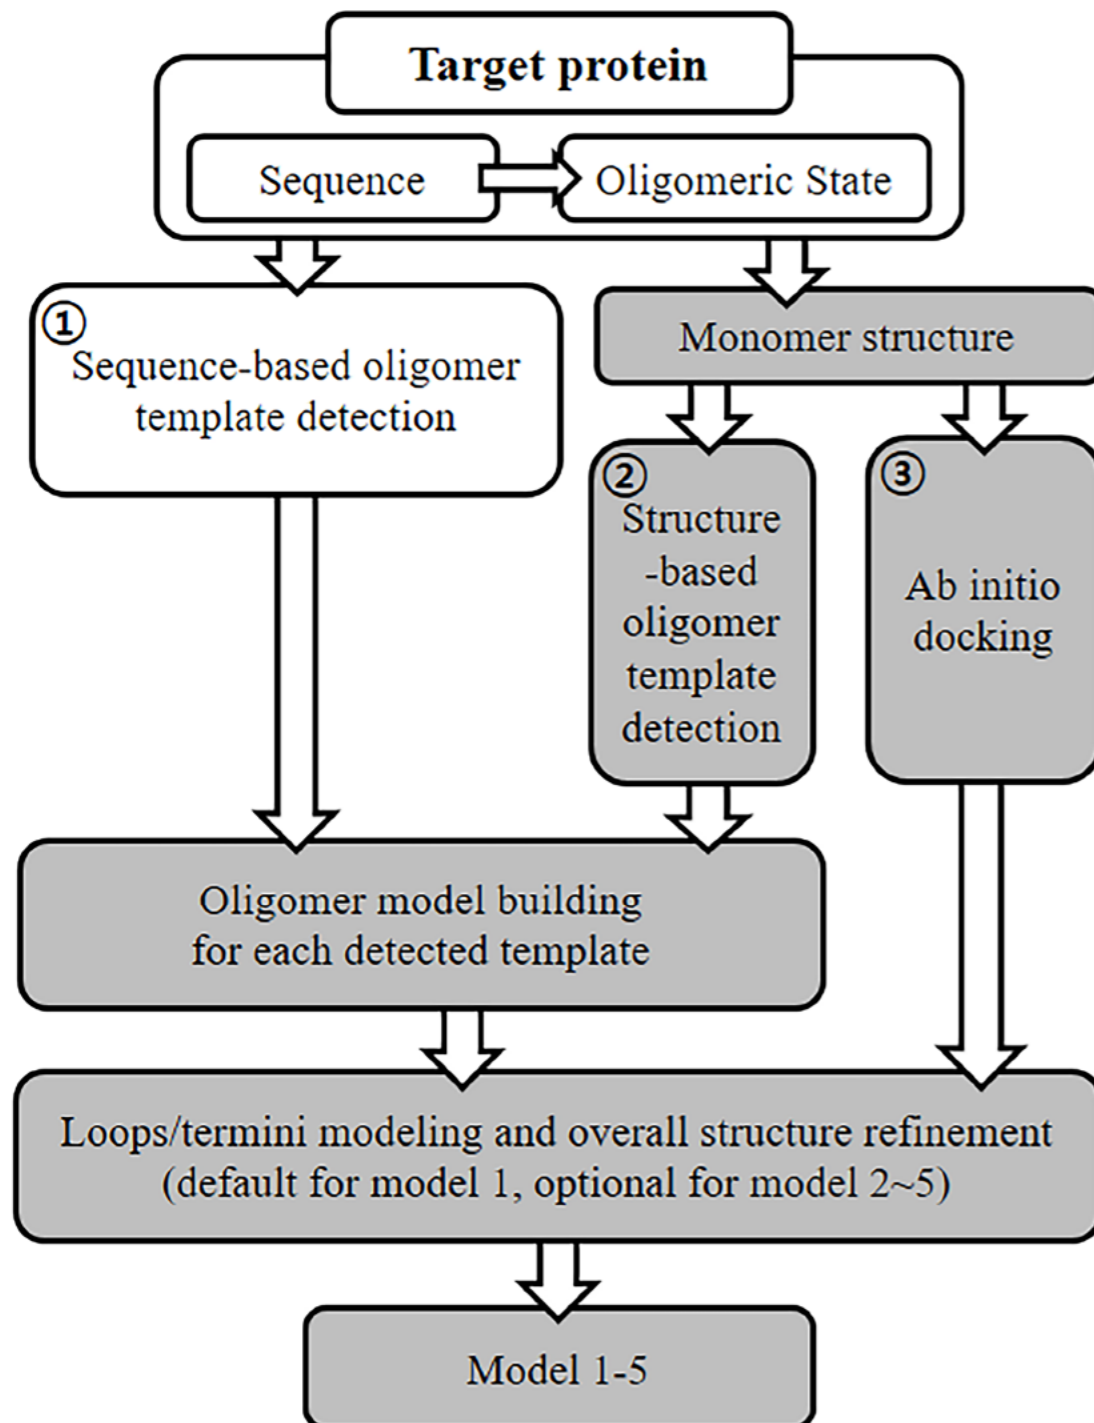 Target protein
Sequence
Oligomeric State
①
Sequence-based oligomer
template detection
Monomer structure
②
Structure
-based
oligomer
template
detection
③
Ab initio
docking
Oligomer model building
for each detected template
Loops/termini modeling and overall structure refinement
(default for model 1, optional for model 2~5)
Model 1-5